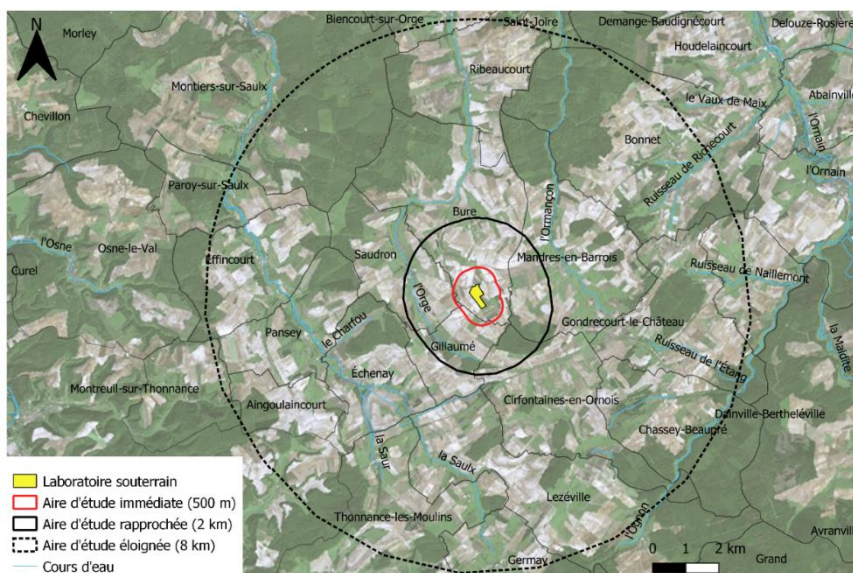 N
Morley
Biencourt-sur-Orge
Saint-Joire
Demange-Baudignécourt
Delouze-Rosières
Houdelaincourt
Ribeaucourt
Montiers-sur-Saulx
Chevillon
le Vaux de Maix
Abainville
l'Ornain
Bonnet
Ruisseau de Richecourt
l'Ornain
Paroy-sur-Saulx
Bure
l'Ormançon
l'Osne
Osne-le-Val
Saudron
Mandres-en-Barrois
Curel
Effincourt
Ruisseau de Naillemont
l'Orge
Pansey
le Charfou
Gondrecourt-le-Château
la Maldite
Gillaumé
Ruisseau de l'Étang
Échenay
Montreuil-sur-Thonnance
Aingoulaincourt
Cirfontaines-en-Ornois
Dainville-Bertheléville
Chassey-Beaupré
la Saur
la Saulx
Lezéville
Thonnance-les-Moulins
l'Ognon
Avranville
Germay
Grand
0 1 2 km
Laboratoire souterrain
Aire d'étude immédiate (500 m)
Aire d'étude rapprochée (2 km)
Aire d'étude éloignée (8 km)
Cours d'eau